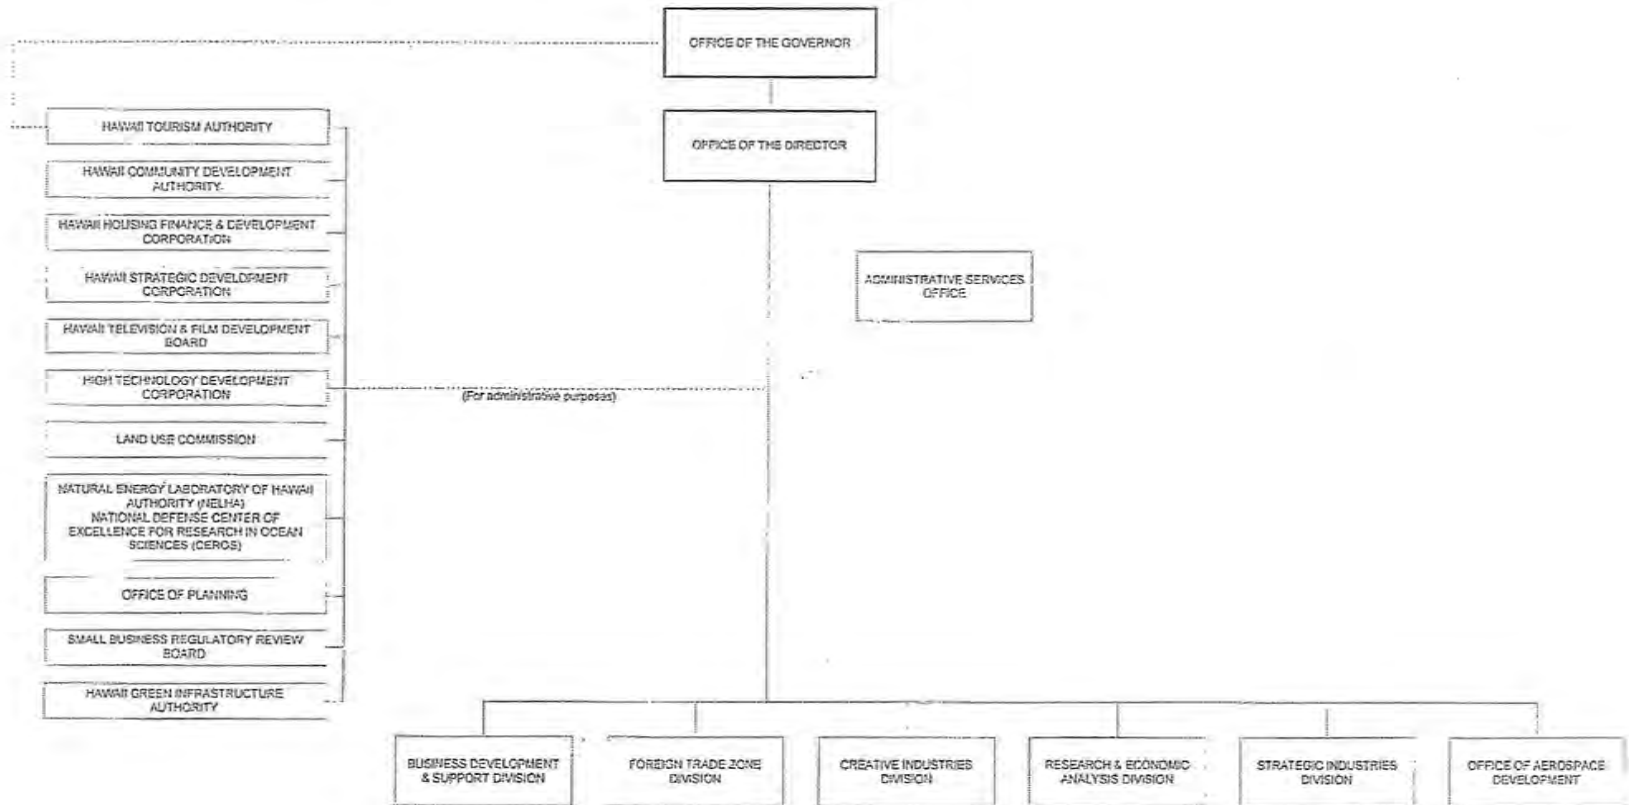 OFFICE OF THE GOVERNOR
OFFICE OF THE DIRECTOR
HAWAII TOURISM AUTHORITY
HAWAII COMMUNITY DEVELOPMENT
AUTHORITY
HAWAII HOUSING FINANCE & DEVELOPMENT
CORPORATION
HAWAII STRATEGIC DEVELOPMENT
CORPORATION
HAWAII TELEVISION & FILM DEVELOPMENT
BOARD
HIGH TECHNOLOGY DEVELOPMENT
CORPORATION
LAND USE COMMISSION
NATURAL ENERGY LABORATORY OF HAWAII
AUTHORITY (NELHA)
NATIONAL DEFENSE CENTER OF
EXCELLENCE FOR RESEARCH IN OCEAN
SCIENCES (CEROS)
OFFICE OF PLANNING
SMALL BUSINESS REGULATORY REVIEW
BOARD
HAWAII GREEN INFRASTRUCTURE
AUTHORITY
ADMINISTRATIVE SERVICES
OFFICE
(For administrative purposes)
BUSINESS DEVELOPMENT
& SUPPORT DIVISION
FOREIGN TRADE ZONE
DIVISION
CREATIVE INDUSTRIES
DIVISION
RESEARCH & ECONOMIC
ANALYSIS DIVISION
STRATEGIC INDUSTRIES
DIVISION
OFFICE OF AEROSPACE
DEVELOPMENT